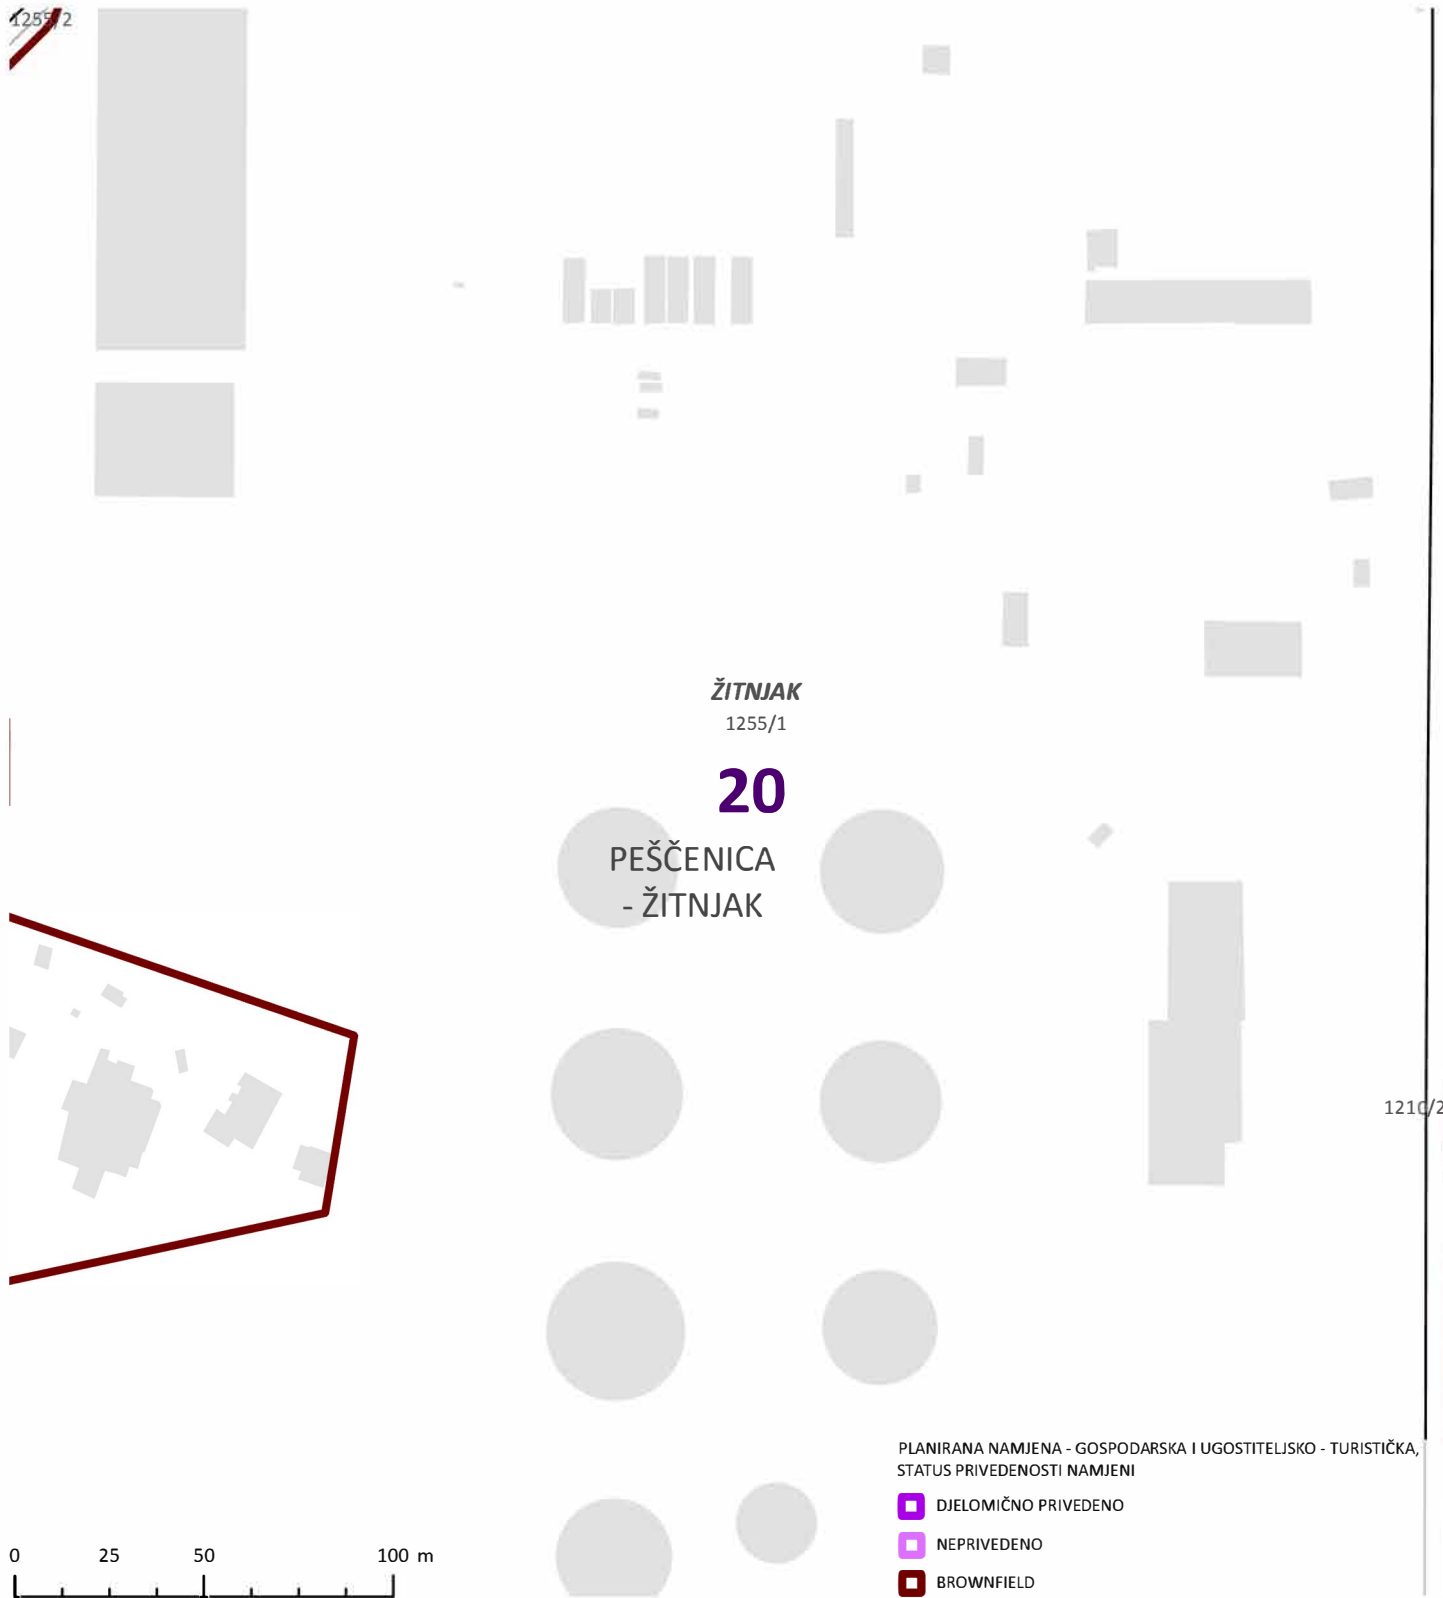 1255/2
ŽITNJAK
1255/1
20
PEŠČENICA
- ŽITNJAK
1210/2
PLANIRANA NAMJENA - GOSPODARSKA I UGOSTITELJSKO - TURISTIČKA,
STATUS PRIVEDENOSTI NAMJENI
DJELOMIČNO PRIVEDENO
NEPRIVEDENO
BROWNFIELD
0 25 50 100 m